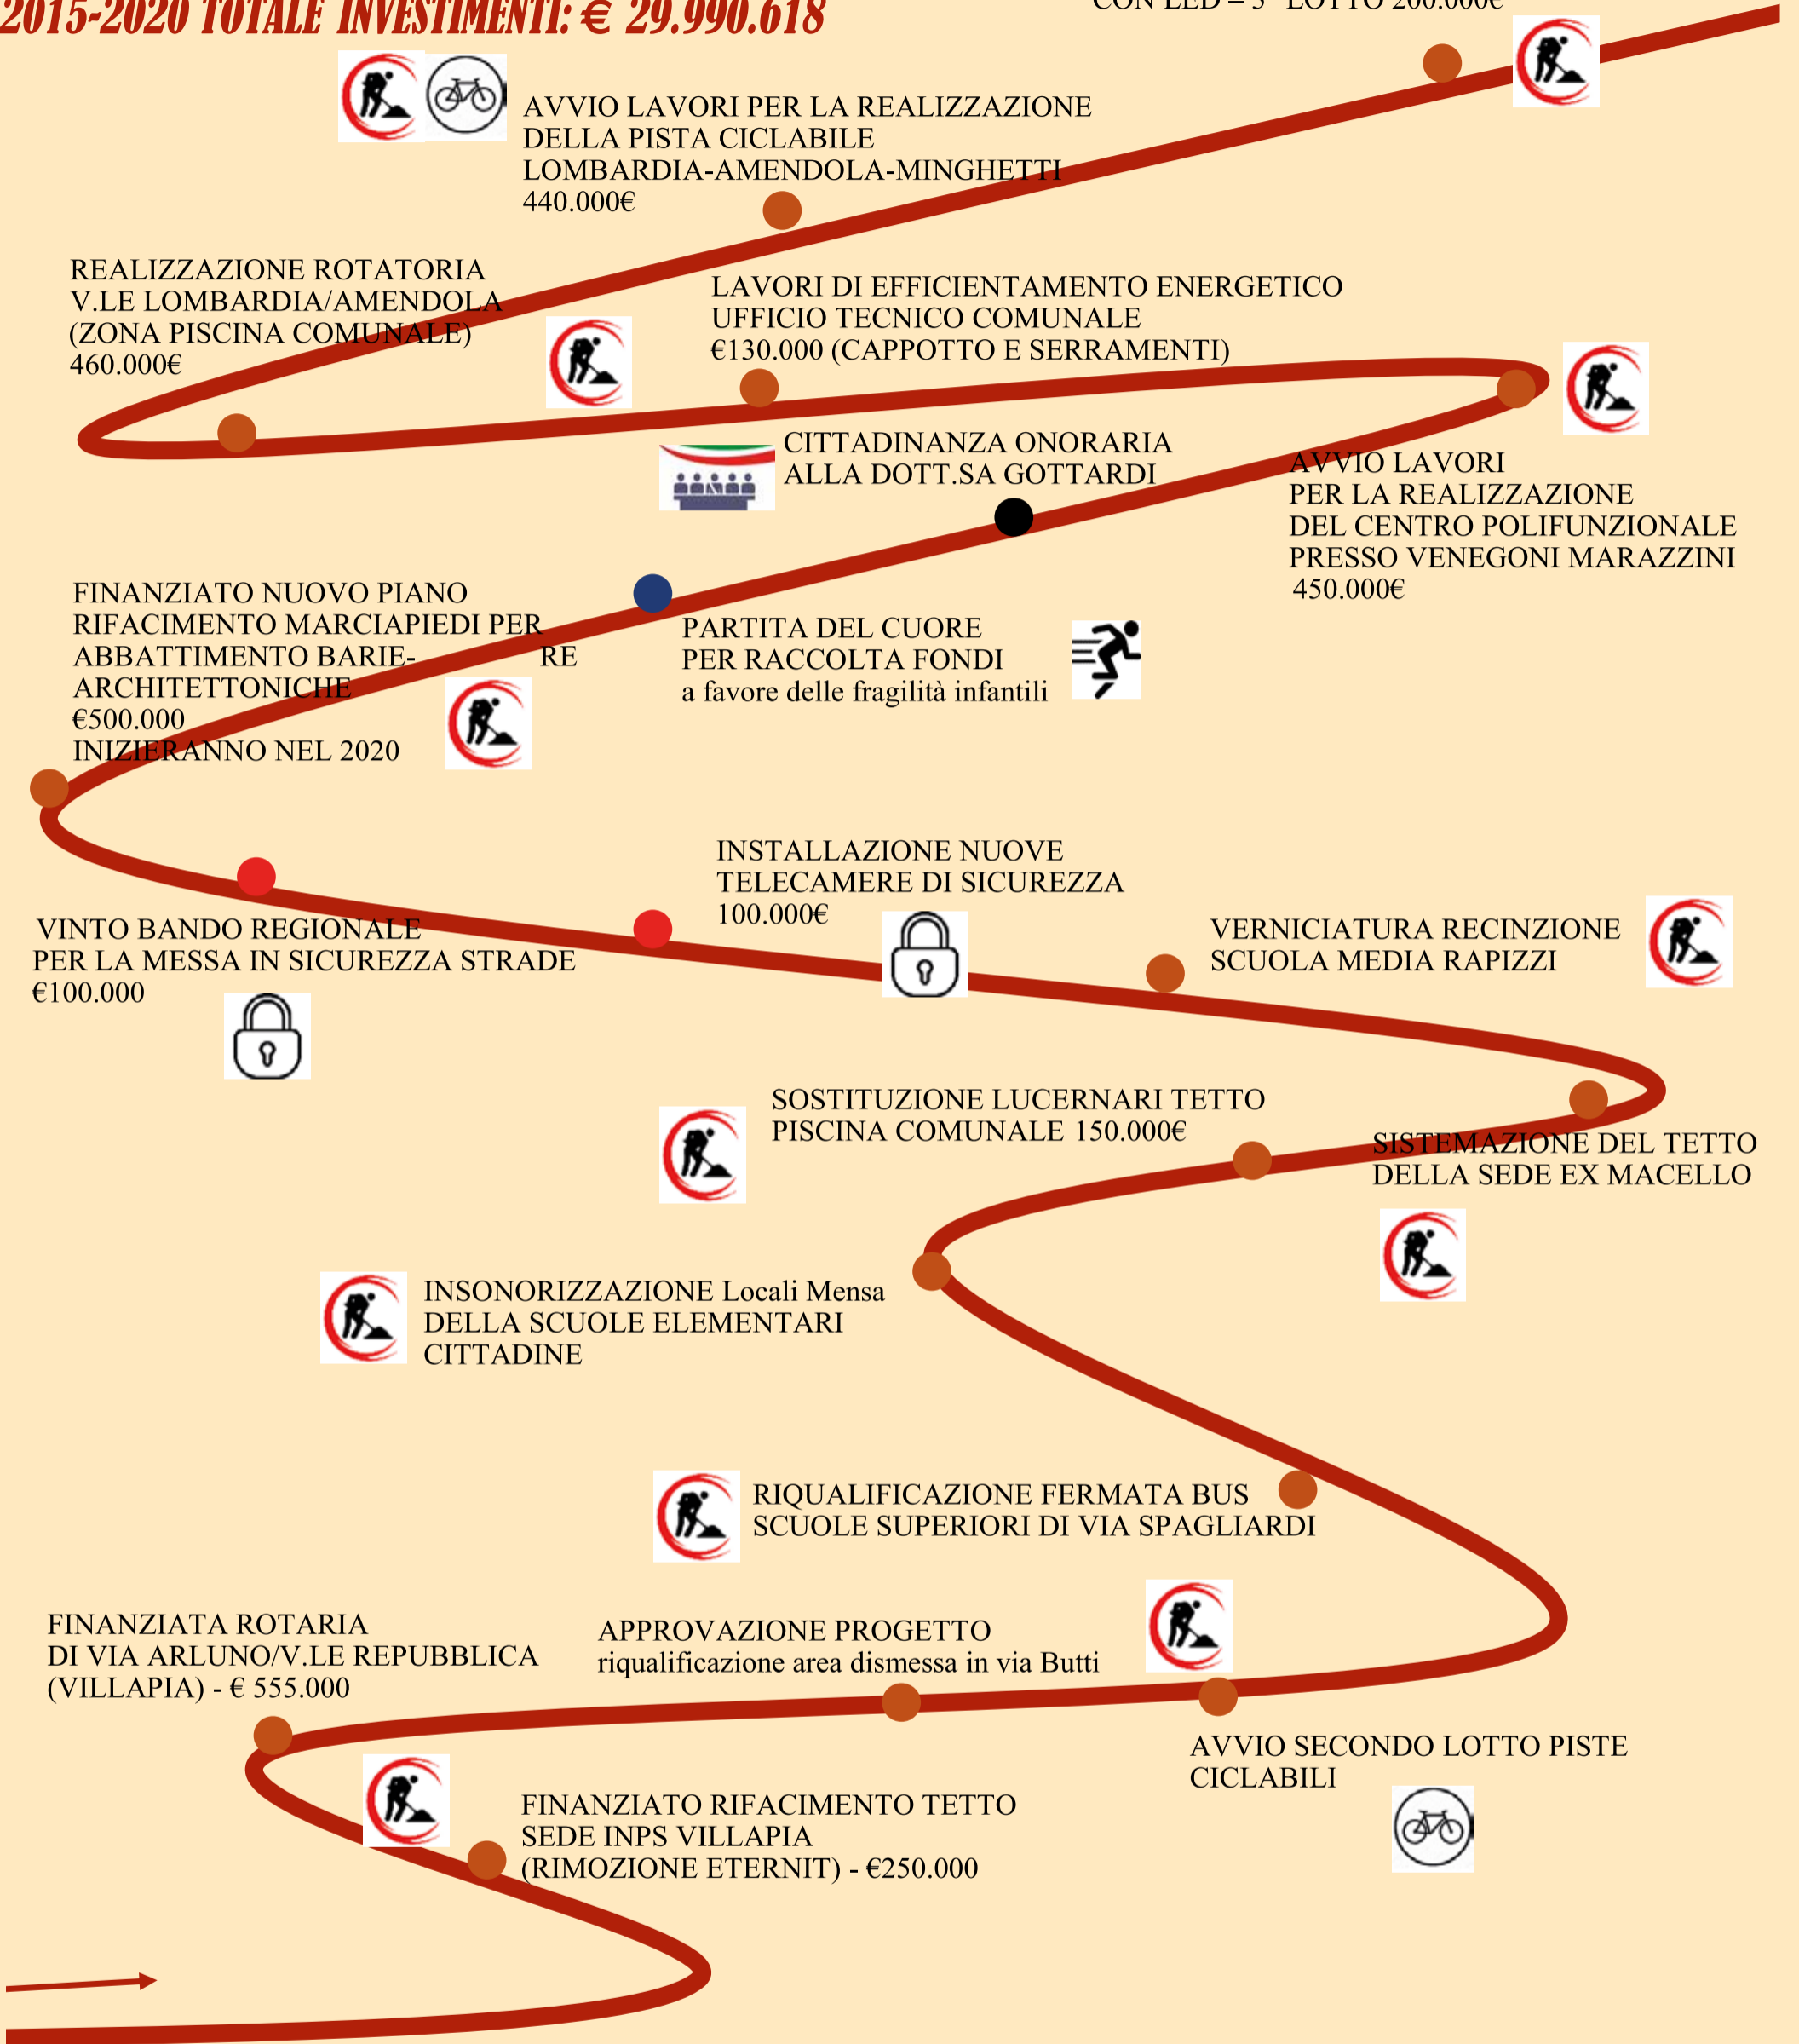 2015-2020 TOTALE INVESTIMENTI: € 29.990.618
CON LED – 3° LOTTO 200.000€
AVVIO LAVORI PER LA REALIZZAZIONE
DELLA PISTA CICLABILE
LOMBARDIA-AMENDOLA-MINGHETTI
440.000€
REALIZZAZIONE ROTATORIA
V.LE LOMBARDIA/AMENDOLA
(ZONA PISCINA COMUNALE)
460.000€
LAVORI DI EFFICIENTAMENTO ENERGETICO
UFFICIO TECNICO COMUNALE
€130.000 (CAPPOTTO E SERRAMENTI)
CITTADINANZA ONORARIA
ALLA DOTT.SA GOTTARDI
AVVIO LAVORI
PER LA REALIZZAZIONE
DEL CENTRO POLIFUNZIONALE
PRESSO VENEGONI MARAZZINI
450.000€
FINANZIATO NUOVO PIANO
RIFACIMENTO MARCIAPIEDI PER
ABBATTIMENTO BARIE- RE
ARCHITETTONICHE
€500.000
INIZIERANNO NEL 2020
PARTITA DEL CUORE
PER RACCOLTA FONDI
a favore delle fragilità infantili
INSTALLAZIONE NUOVE
TELECAMERE DI SICUREZZA
100.000€
VINTO BANDO REGIONALE
PER LA MESSA IN SICUREZZA STRADE
€100.000
VERNICIATURA RECINZIONE
SCUOLA MEDIA RAPIZZI
SOSTITUZIONE LUCERNARI TETTO
PISCINA COMUNALE 150.000€
SISTEMAZIONE DEL TETTO
DELLA SEDE EX MACELLO
INSONORIZZAZIONE Locali Mensa
DELLA SCUOLE ELEMENTARI
CITTADINE
RIQUALIFICAZIONE FERMATA BUS
SCUOLE SUPERIORI DI VIA SPAGLIARDI
FINANZIATA ROTARIA
DI VIA ARLUNO/V.LE REPUBBLICA
(VILLAPIA) - € 555.000
APPROVAZIONE PROGETTO
riqualificazione area dismessa in via Butti
AVVIO SECONDO LOTTO PISTE
CICLABILI
FINANZIATO RIFACIMENTO TETTO
SEDE INPS VILLAPIA
(RIMOZIONE ETERNIT) - €250.000